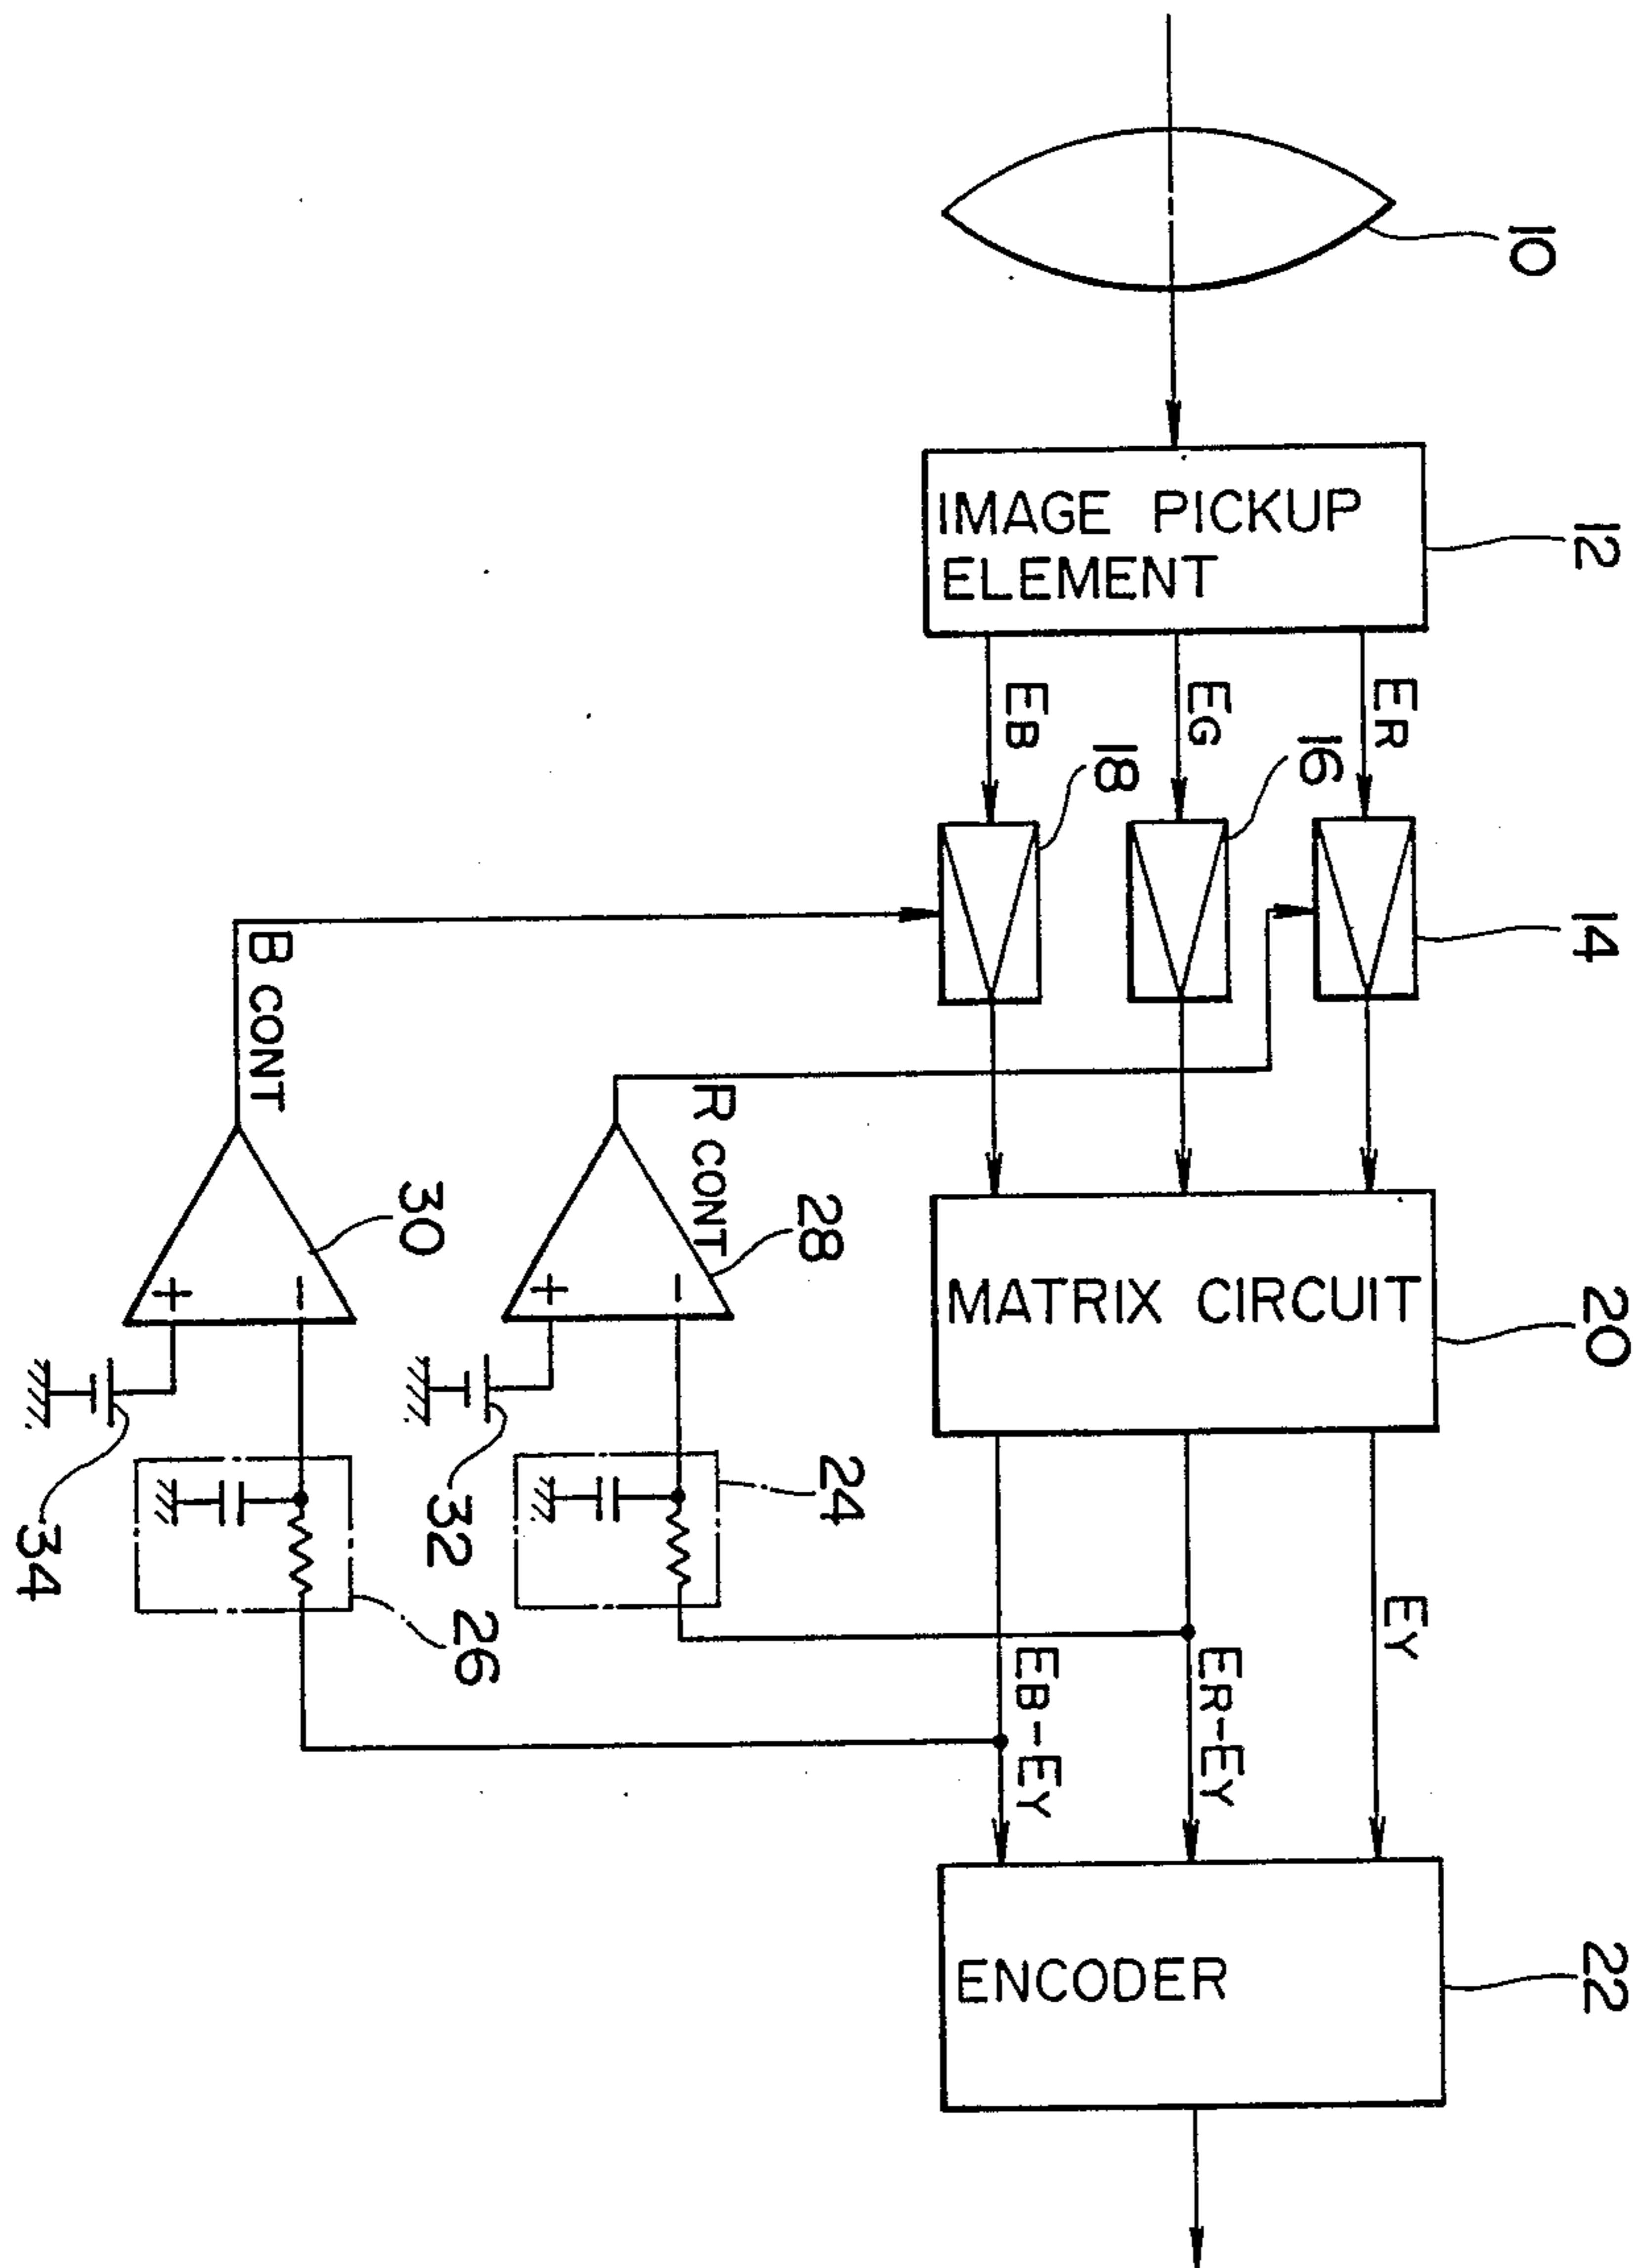 10
IMAGE PICKUP
ELEMENT
12
EB
EG
ER
18
16
14
B CONT
R CONT
30
28
MATRIX CIRCUIT
20
+
−
+
−
34
32
24
26
EY
ER-EY
EB-EY
ENCODER
22